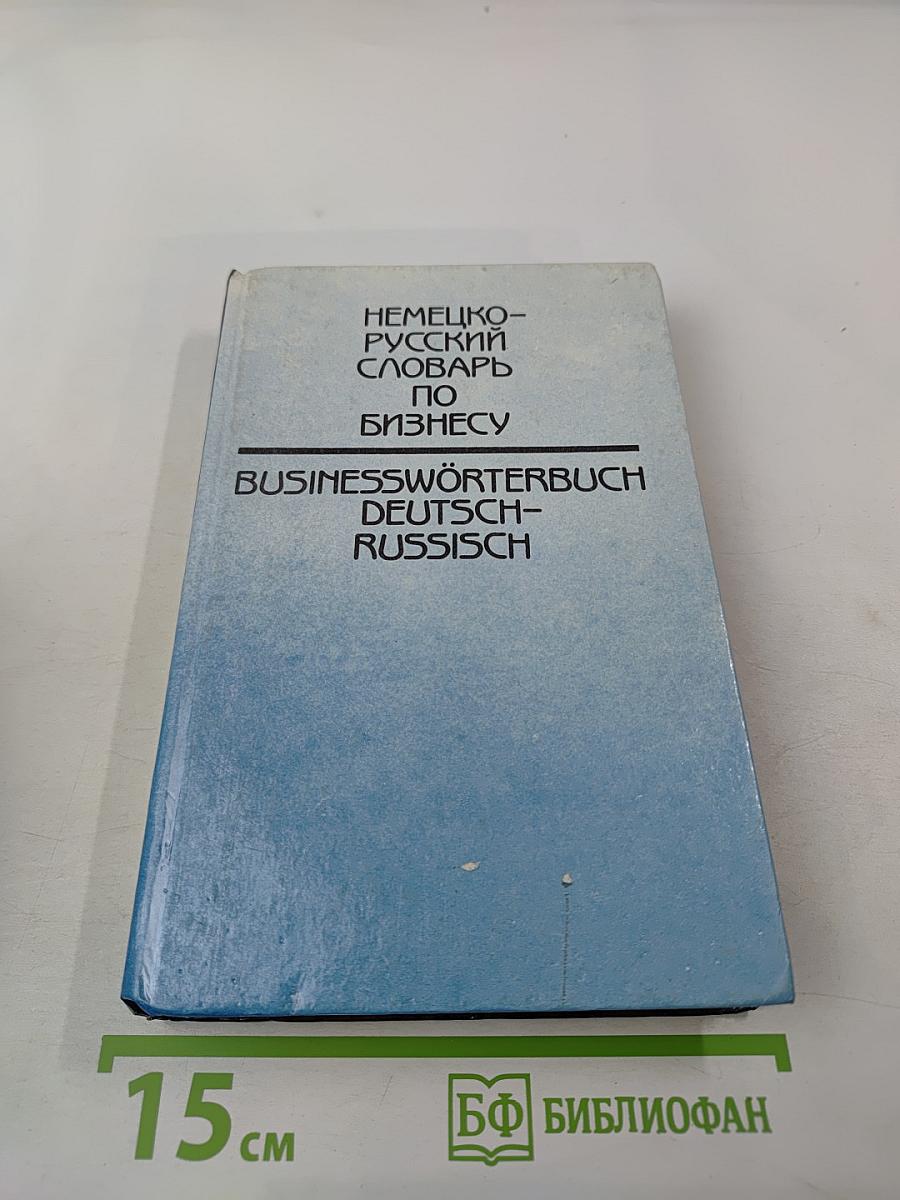 НЕМЕЦКО-
РУССКИЙ
СЛОВАРЬ
ПО
БИЗНЕСУ
BUSINESSWÖRTERBUCH
DEUTSCH-
RUSSISCH
15 см
БФ БИБЛИОФАН